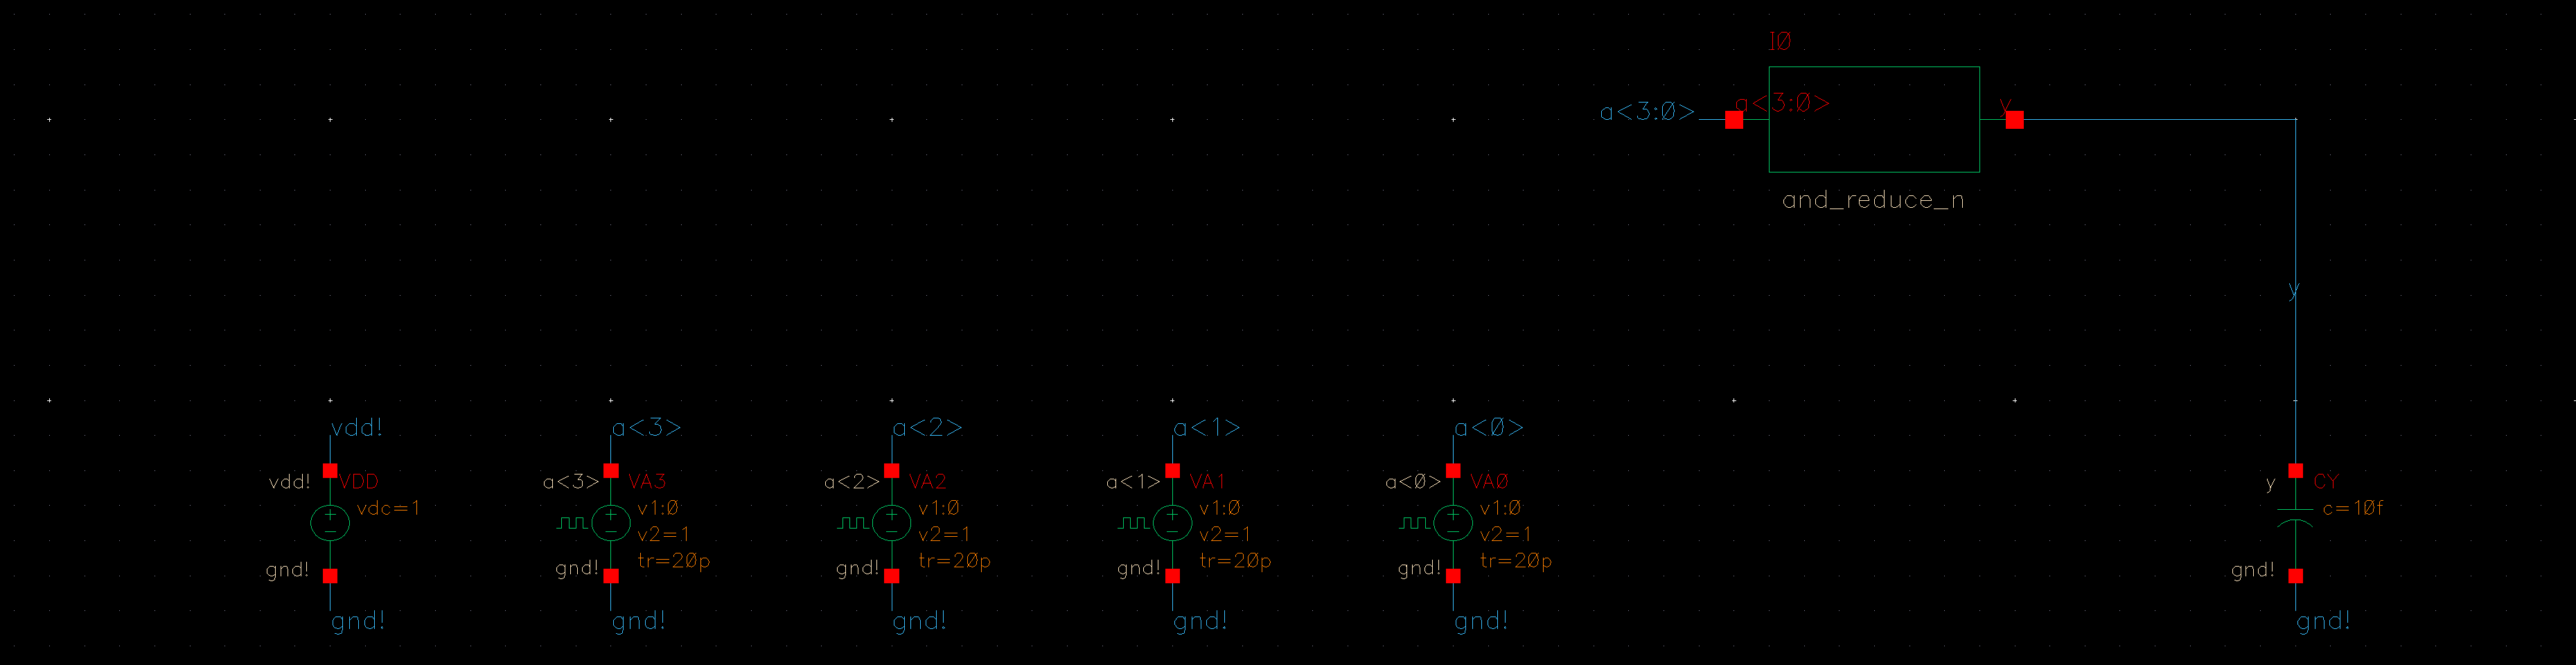 I0
a<3:0>
a<3:0>
y
and_reduce_n
y
vdd!
a<3>
a<2>
a<1>
a<0>
vdd!
VDD
vdc=1
gnd!
gnd!
a<3>
VA3
v1:0
v2=1
tr=20p
gnd!
gnd!
a<2>
VA2
v1:0
v2=1
tr=20p
gnd!
gnd!
a<1>
VA1
v1:0
v2=1
tr=20p
gnd!
gnd!
a<0>
VA0
v1:0
v2=1
tr=20p
gnd!
gnd!
y
CY
c=10f
gnd!
gnd!